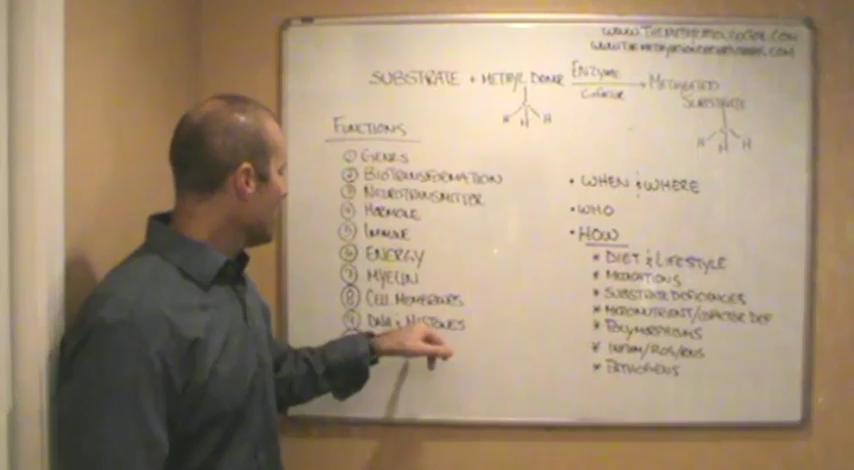 SUBSTRATE + METHYL DONOR ENZYME COFACTOR → METHYLATED SUBSTRATE
H H H
H H H
FUNCTIONS
① GENES
② BIOTRANSFORMATION
③ NEUROTRANSMITTER
④ HORMONE
⑤ IMMUNE
⑥ ENERGY
⑦ MYELIN
⑧ CELL MEMBRANES
⑨ DNA & HISTONES
• WHEN & WHERE
• WHO
• HOW
* DIET & LIFESTYLE
* MEDICATIONS
* SUBSTRATE DEFICIENCIES
* MICRONUTRIENT/COFACTOR DEF
* POLYMORPHISMS
* INFLAM/ROS/RNS
* PATHOGENS